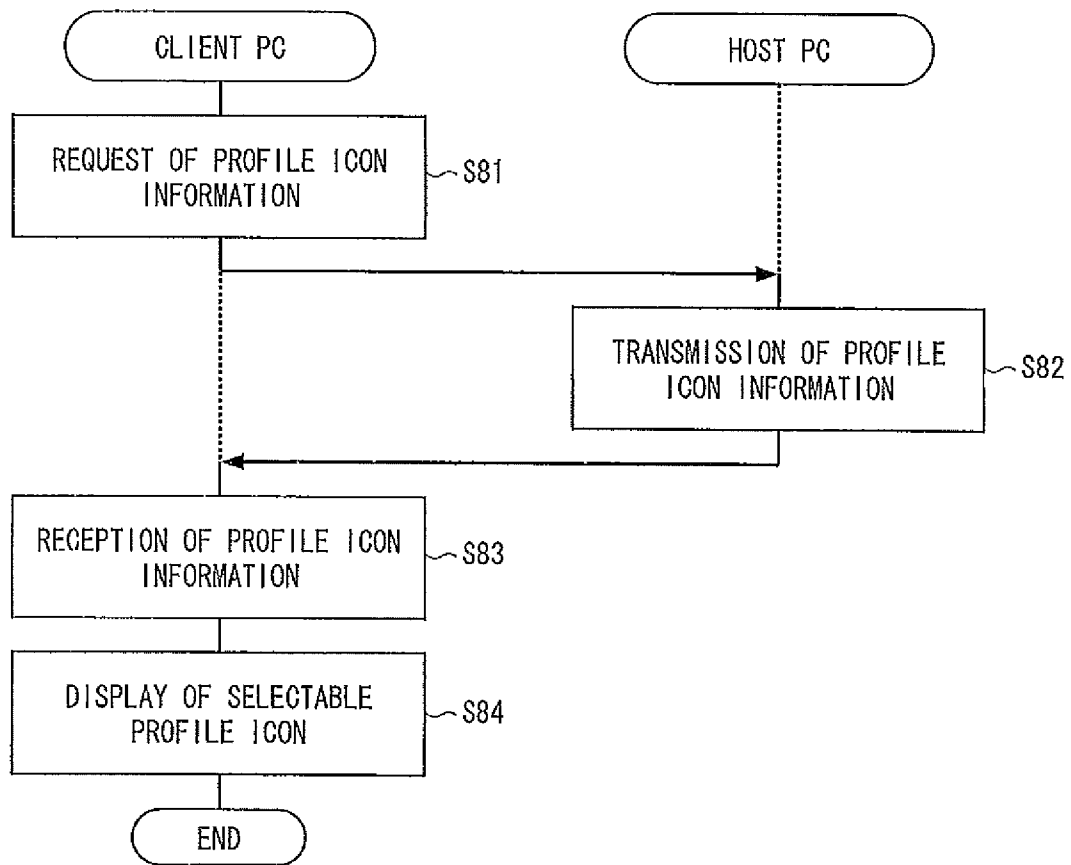 CLIENT PC
HOST PC
REQUEST OF PROFILE ICON
INFORMATION
S81
TRANSMISSION OF PROFILE
ICON INFORMATION
S82
RECEPTION OF PROFILE ICON
INFORMATION
S83
DISPLAY OF SELECTABLE
PROFILE ICON
S84
END